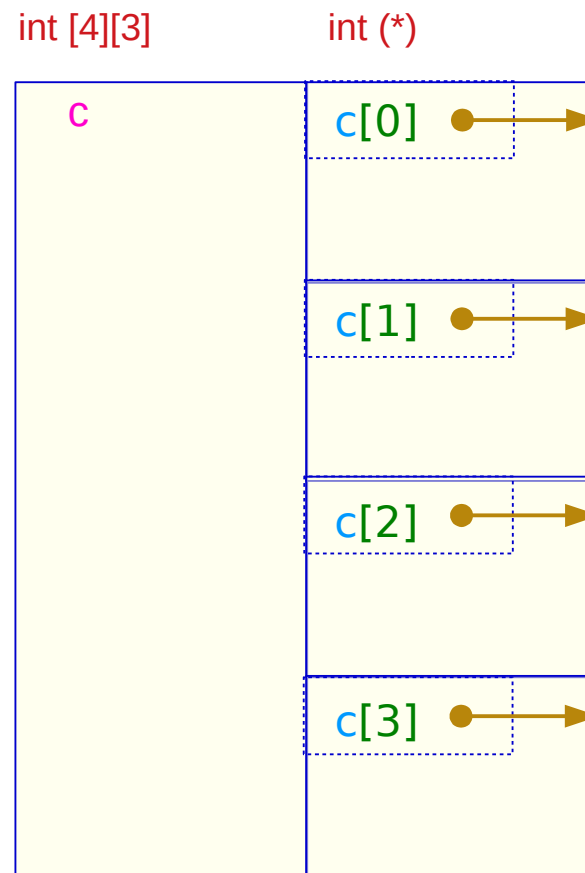 int [4][3] int (*)
c c[0]
c[1]
c[2]
c[3]